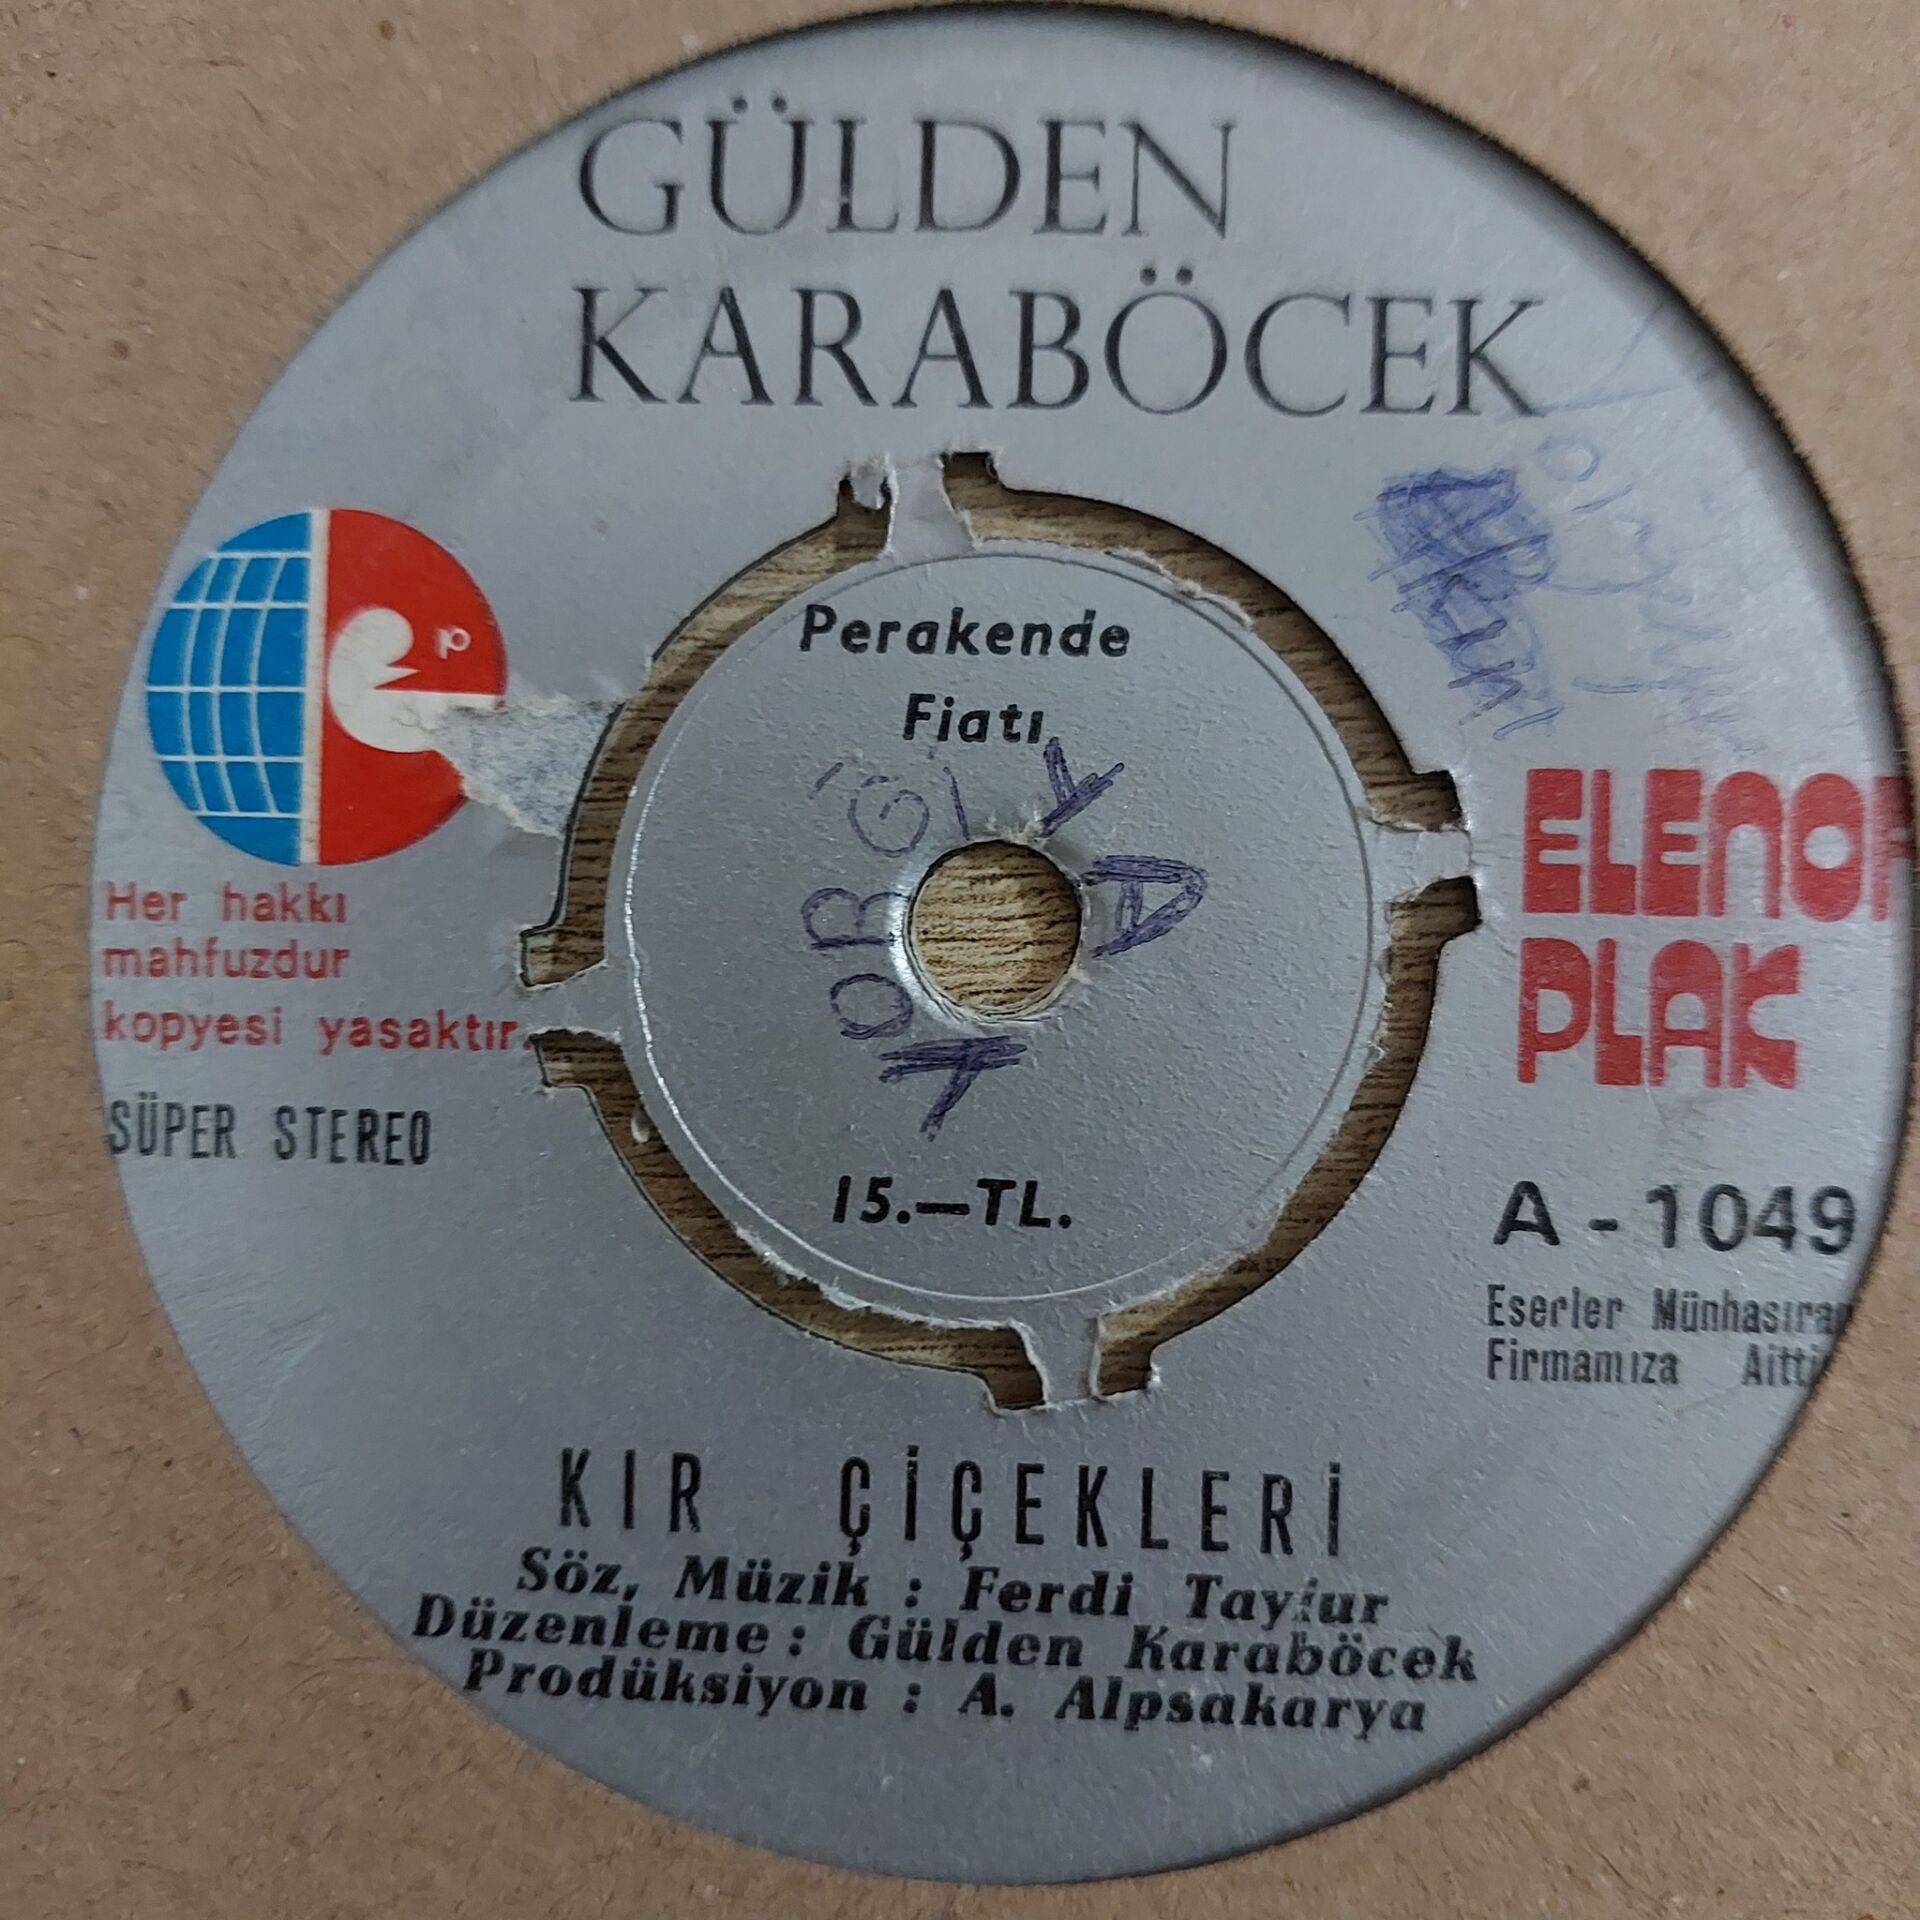 GÜLDEN
KARABÖCEK
Perakende
Fiatı
15.—TL.
Her hakkı
mahfuzdur
kopyesi yasaktır.
SÜPER STEREO
PLAK
A - 1049
Eserler
Firmamıza
KIR ÇİÇEKLERİ
Söz, Müzik : Ferdi Tayfur
Düzenleme : Gülden Karaböcek
Prodüksiyon : A. Alpsakarya